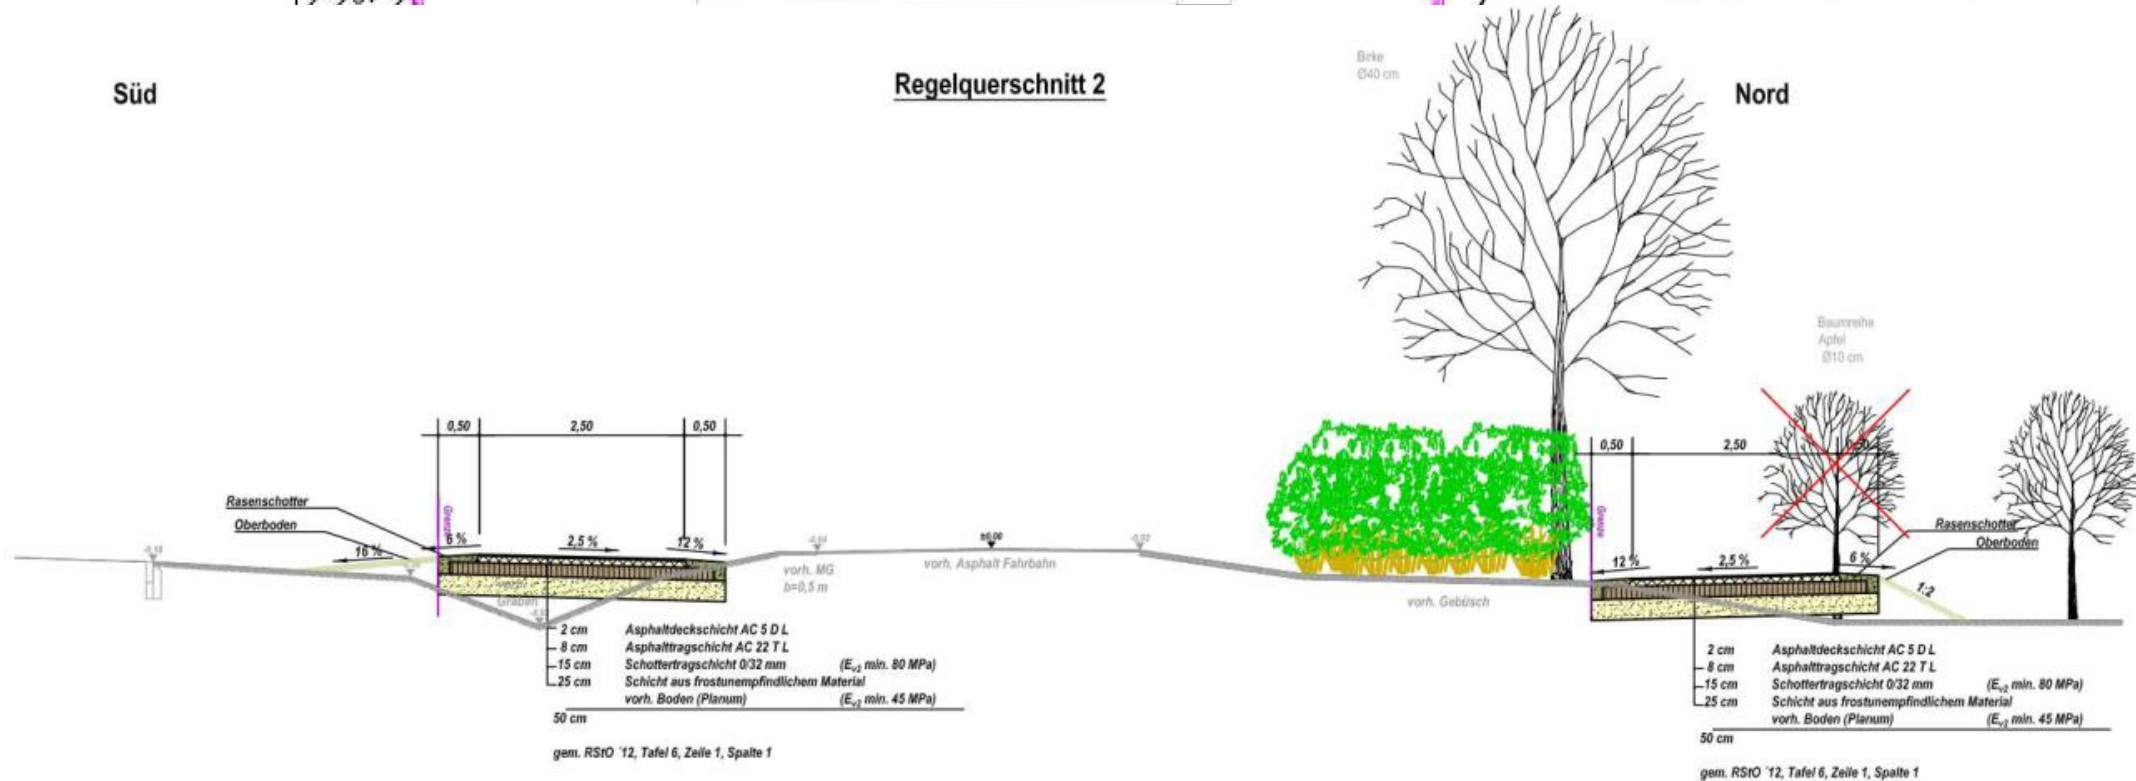 Süd
Regelquerschnitt 2
Nord
Birke
Ø40 cm
Baumreihe
Apfel
Ø10 cm
0,50
2,50
0,50
0,50
2,50
0,50
Rasenschotter
Oberboden
Grenze
16 %
6 %
2,5 %
12 %
-0,04
±0,00
-0,02
vorh. MG
b=0,5 m
vorh. Asphalt Fahrbahn
vorh.
Graben
vorh. Gebüsch
Grenze
12 %
2,5 %
6 %
Rasenschotter
Oberboden
1:2
2 cm Asphaltdeckschicht AC 5 D L
8 cm Asphalttragschicht AC 22 T L
15 cm Schottertragschicht 0/32 mm (Ev2 min. 80 MPa)
25 cm Schicht aus frostunempfindlichem Material
vorh. Boden (Planum) (Ev2 min. 45 MPa)
50 cm
gem. RStO ´12, Tafel 6, Zeile 1, Spalte 1
2 cm Asphaltdeckschicht AC 5 D L
8 cm Asphalttragschicht AC 22 T L
15 cm Schottertragschicht 0/32 mm (Ev2 min. 80 MPa)
25 cm Schicht aus frostunempfindlichem Material
vorh. Boden (Planum) (Ev2 min. 45 MPa)
50 cm
gem. RStO ´12, Tafel 6, Zeile 1, Spalte 1